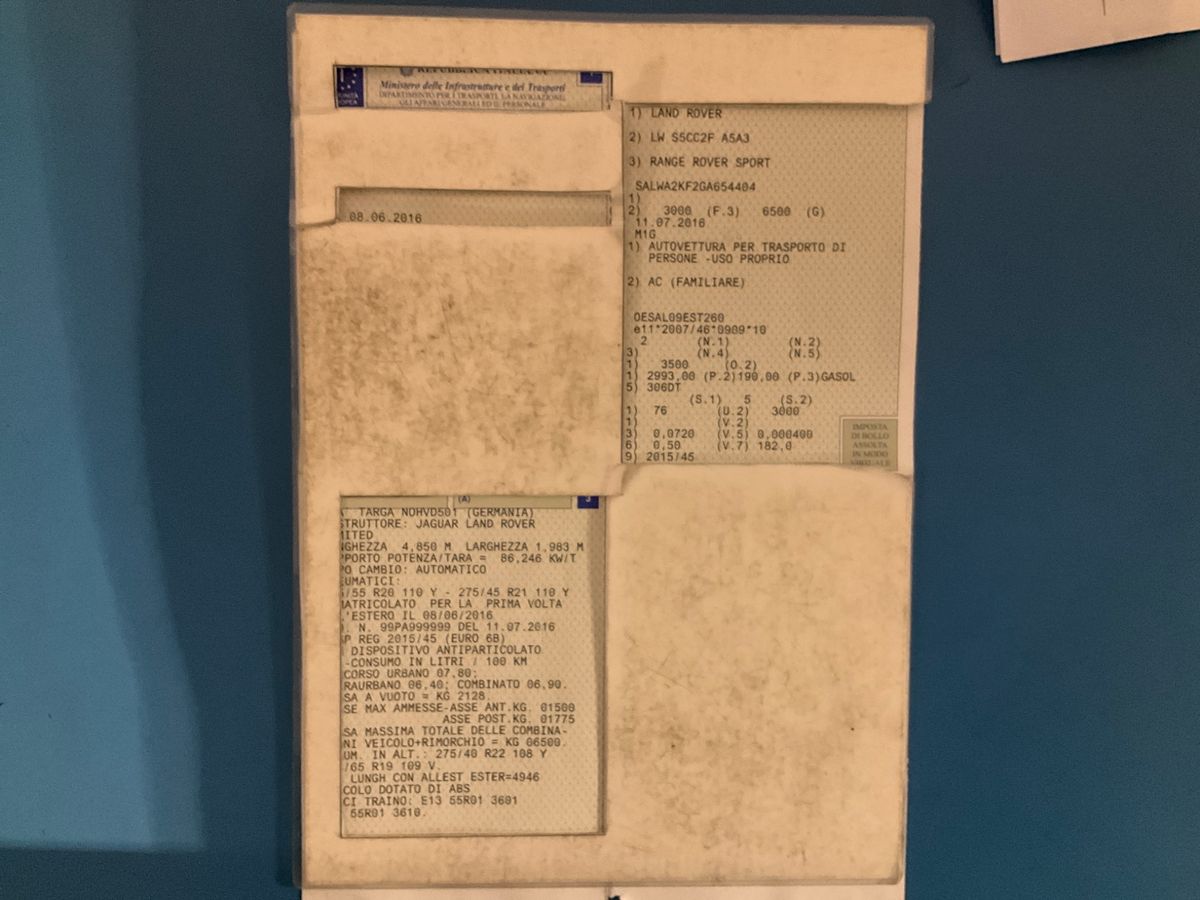 REPUBBLICA ITALIANA
Ministero delle Infrastrutture e dei Trasporti
DIPARTIMENTO PER I TRASPORTI, LA NAVIGAZIONE,
GLI AFFARI GENERALI ED IL PERSONALE
08.06.2016
1) LAND ROVER
2) LW S5CC2F A5A3
3) RANGE ROVER SPORT
SALWA2KF2GA654404
1)
2) 3000 (F.3) 6500 (G)
11.07.2016
M1G
1) AUTOVETTURA PER TRASPORTO DI
PERSONE -USO PROPRIO
2) AC (FAMILIARE)
OESAL09EST260
e11*2007/46*0909*10
2 (N.1) (N.2)
3) (N.4) (N.5)
1) 3500 (O.2)
1) 2993,00 (P.2)190,00 (P.3)GASOL
5) 306DT
(S.1) 5 (S.2)
1) 76 (U.2) 3000
1) (V.2)
3) 0,0720 (V.5) 0,000400
6) 0,50 (V.7) 182,0
9) 2015/45
IMPOSTA
DI BOLLO
ASSOLTA
IN MODO
VIRTUALE
(A) 3
TARGA NOHVD501 (GERMANIA)
STRUTTORE: JAGUAR LAND ROVER
ITED
GHEZZA 4,850 M LARGHEZZA 1,983 M
PORTO POTENZA/TARA = 86,246 KW/T
O CAMBIO: AUTOMATICO
UMATICI:
/55 R20 110 Y - 275/45 R21 110 Y
ATRICOLATO PER LA PRIMA VOLTA
'ESTERO IL 08/06/2016
. N. 99PA999999 DEL 11.07.2016
P REG 2015/45 (EURO 6B)
DISPOSITIVO ANTIPARTICOLATO
-CONSUMO IN LITRI / 100 KM
CORSO URBANO 07,80;
RAURBANO 06,40; COMBINATO 06,90.
SA A VUOTO = KG 2128.
SE MAX AMMESSE-ASSE ANT.KG. 01500
ASSE POST.KG. 01775
SA MASSIMA TOTALE DELLE COMBINA-
NI VEICOLO+RIMORCHIO = KG 06500.
UM. IN ALT.: 275/40 R22 108 Y
/65 R19 109 V.
LUNGH CON ALLEST ESTER=4946
COLO DOTATO DI ABS
CI TRAINO: E13 55R01 3601
55R01 3610.